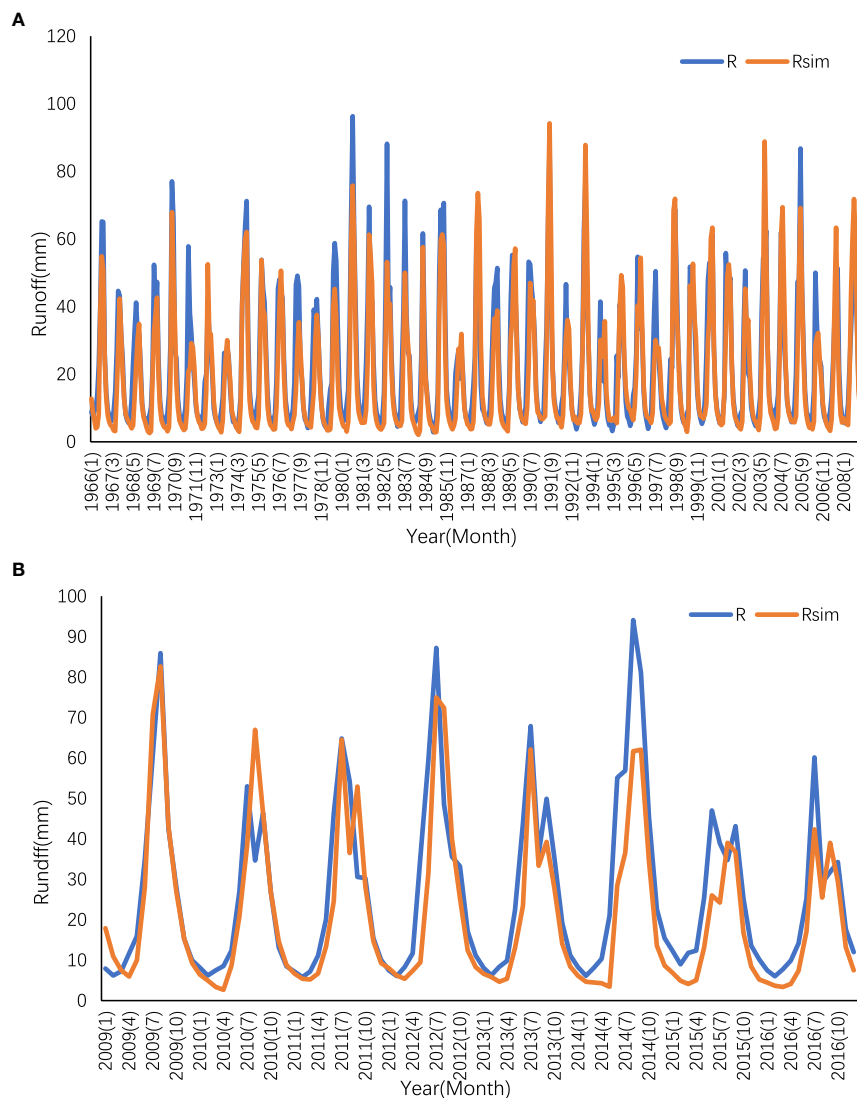 A
120
100
80
60
40
20
0
Runoff(mm)
R Rsim
1966(1) 1967(3) 1968(5) 1969(7) 1970(9) 1971(11) 1973(1) 1974(3) 1975(5) 1976(7) 1977(9) 1978(11) 1980(1) 1981(3) 1982(5) 1983(7) 1984(9) 1985(11) 1987(1) 1988(3) 1989(5) 1990(7) 1991(9) 1992(11) 1994(1) 1995(3) 1996(5) 1997(7) 1998(9) 1999(11) 2001(1) 2002(3) 2003(5) 2004(7) 2005(9) 2006(11) 2008(1)
Year(Month)
B
100
90
80
70
60
50
40
30
20
10
0
Rundff(mm)
R Rsim
2009(1) 2009(4) 2009(7) 2009(10) 2010(1) 2010(4) 2010(7) 2010(10) 2011(1) 2011(4) 2011(7) 2011(10) 2012(1) 2012(4) 2012(7) 2012(10) 2013(1) 2013(4) 2013(7) 2013(10) 2014(1) 2014(4) 2014(7) 2014(10) 2015(1) 2015(4) 2015(7) 2015(10) 2016(1) 2016(4) 2016(7) 2016(10)
Year(Month)